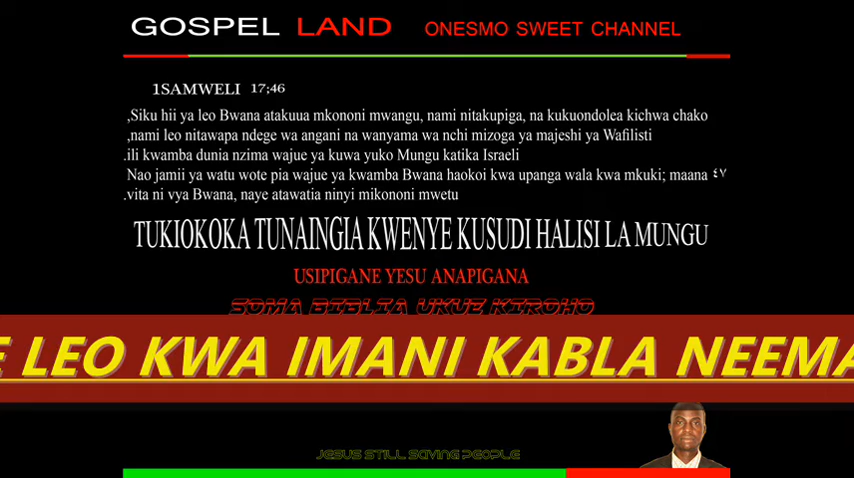 GOSPEL LAND ONESMO SWEET CHANNEL
1SAMWELI 17;46
,Siku hii ya leo Bwana atakuua mkononi mwangu, nami nitakupiga, na kukuondolea kichwa chako
,nami leo nitawapa ndege wa angani na wanyama wa nchi mizoga ya majeshi ya Wafilisti
.ili kwamba dunia nzima wajue ya kuwa yuko Mungu katika Israeli
Nao jamii ya watu wote pia wajue ya kwamba Bwana haokoi kwa upanga wala kwa mkuki; maana ٤٧
.vita ni vya Bwana, naye atawatia ninyi mikononi mwetu
TUKIOKOKA TUNAINGIA KWENYE KUSUDI HALISI LA MUNGU
USIPIGANE YESU ANAPIGANA
SOMA BIBLIA UKUE KIROHO
E LEO KWA IMANI KABLA NEEMA
JESUS STILL SAVING PEOPLE